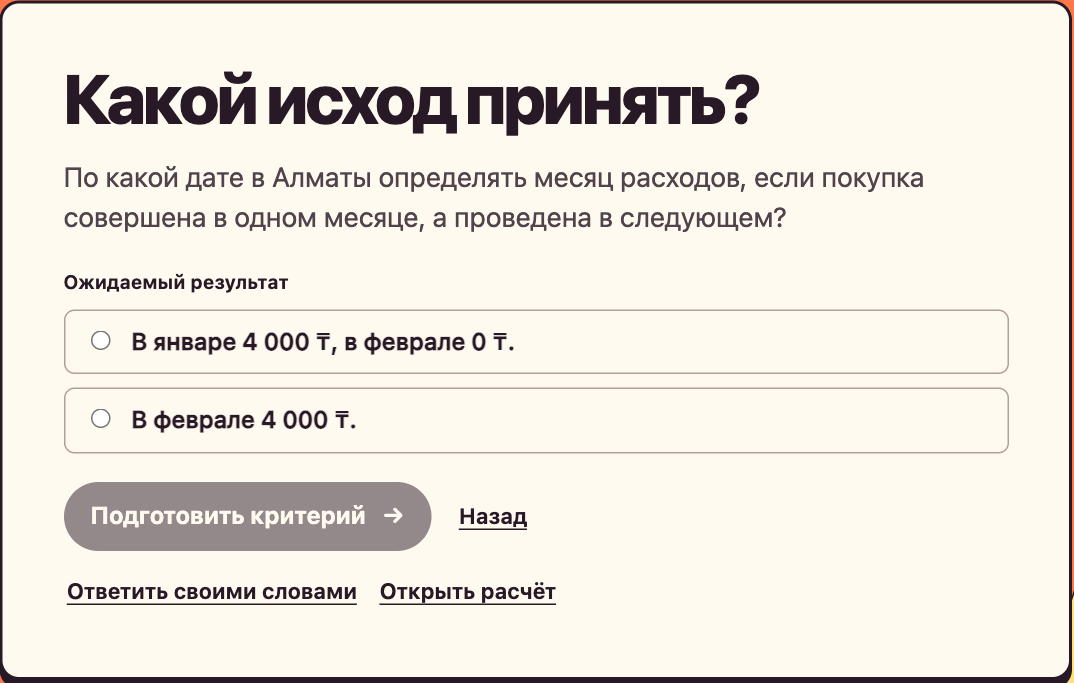 Какой исход принять?
По какой дате в Алматы определять месяц расходов, если покупка
совершена в одном месяце, а проведена в следующем?
Ожидаемый результат
В январе 4 000 ₸, в феврале 0 ₸.
В феврале 4 000 ₸.
Подготовить критерий → Назад
Ответить своими словами Открыть расчёт